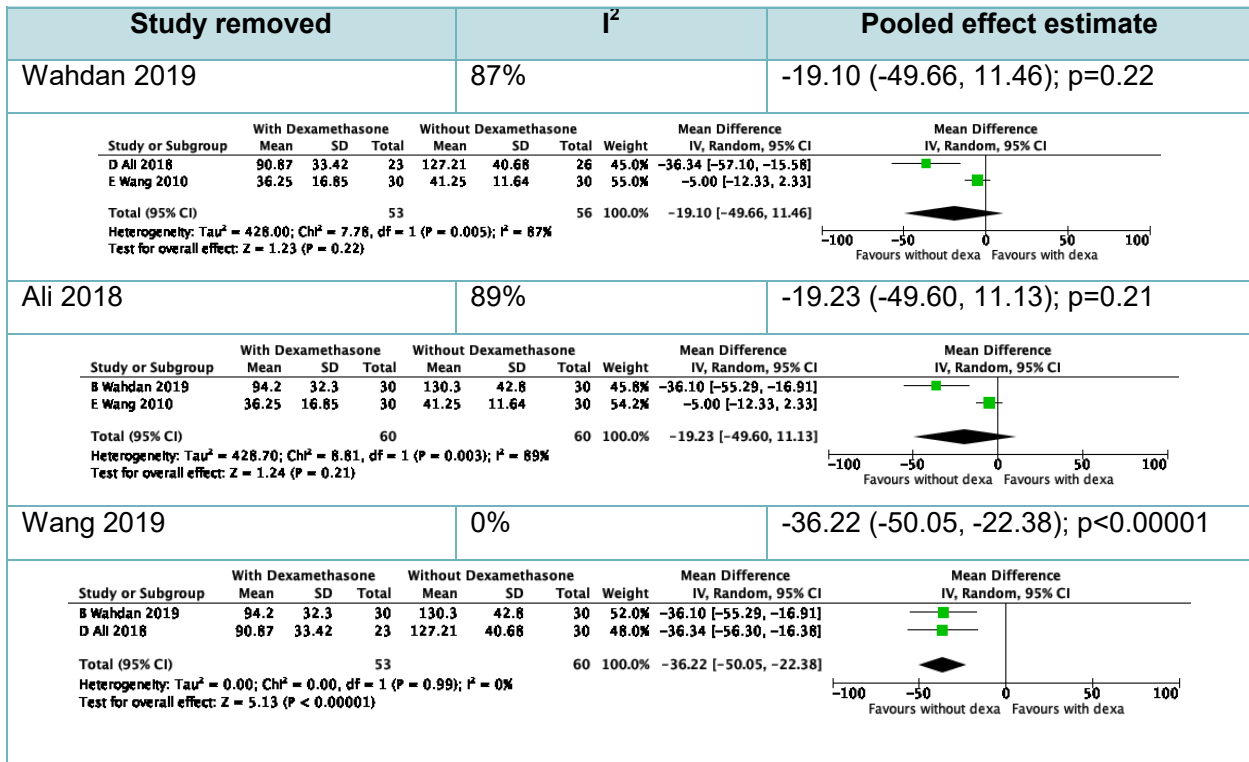 Study removed I² Pooled effect estimate
Wahdan 2019 87% -19.10 (-49.66, 11.46); p=0.22
With Dexamethasone Without Dexamethasone Mean Difference Mean Difference
Study or Subgroup Mean SD Total Mean SD Total Weight IV, Random, 95% CI IV, Random, 95% CI
D Ali 2018 90.87 33.42 23 127.21 40.68 26 45.0% -36.34 [-57.10, -15.58]
E Wang 2010 36.25 16.85 30 41.25 11.64 30 55.0% -5.00 [-12.33, 2.33]
Total (95% CI) 53 56 100.0% -19.10 [-49.66, 11.46]
Heterogeneity: Tau² = 428.00; Chi² = 7.78, df = 1 (P = 0.005); I² = 87%
Test for overall effect: Z = 1.23 (P = 0.22)
-100 -50 0 50 100
Favours without dexa Favours with dexa
Ali 2018 89% -19.23 (-49.60, 11.13); p=0.21
With Dexamethasone Without Dexamethasone Mean Difference Mean Difference
Study or Subgroup Mean SD Total Mean SD Total Weight IV, Random, 95% CI IV, Random, 95% CI
B Wahdan 2019 94.2 32.3 30 130.3 42.8 30 45.8% -36.10 [-55.29, -16.91]
E Wang 2010 36.25 16.85 30 41.25 11.64 30 54.2% -5.00 [-12.33, 2.33]
Total (95% CI) 60 60 100.0% -19.23 [-49.60, 11.13]
Heterogeneity: Tau² = 428.70; Chi² = 8.81, df = 1 (P = 0.003); I² = 89%
Test for overall effect: Z = 1.24 (P = 0.21)
-100 -50 0 50 100
Favours without dexa Favours with dexa
Wang 2019 0% -36.22 (-50.05, -22.38); p<0.00001
With Dexamethasone Without Dexamethasone Mean Difference Mean Difference
Study or Subgroup Mean SD Total Mean SD Total Weight IV, Random, 95% CI IV, Random, 95% CI
B Wahdan 2019 94.2 32.3 30 130.3 42.8 30 52.0% -36.10 [-55.29, -16.91]
D Ali 2018 90.87 33.42 23 127.21 40.68 30 48.0% -36.34 [-56.30, -16.38]
Total (95% CI) 53 60 100.0% -36.22 [-50.05, -22.38]
Heterogeneity: Tau² = 0.00; Chi² = 0.00, df = 1 (P = 0.99); I² = 0%
Test for overall effect: Z = 5.13 (P < 0.00001)
-100 -50 0 50 100
Favours without dexa Favours with dexa